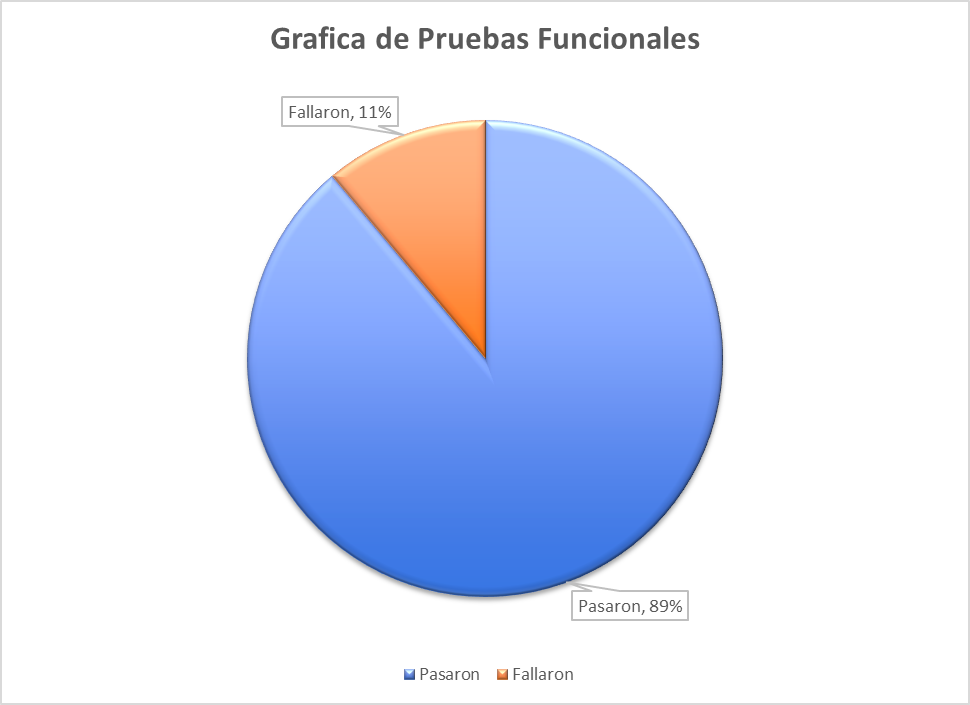 Grafica de Pruebas Funcionales
Fallaron, 11%
Pasaron, 89%
Pasaron Fallaron